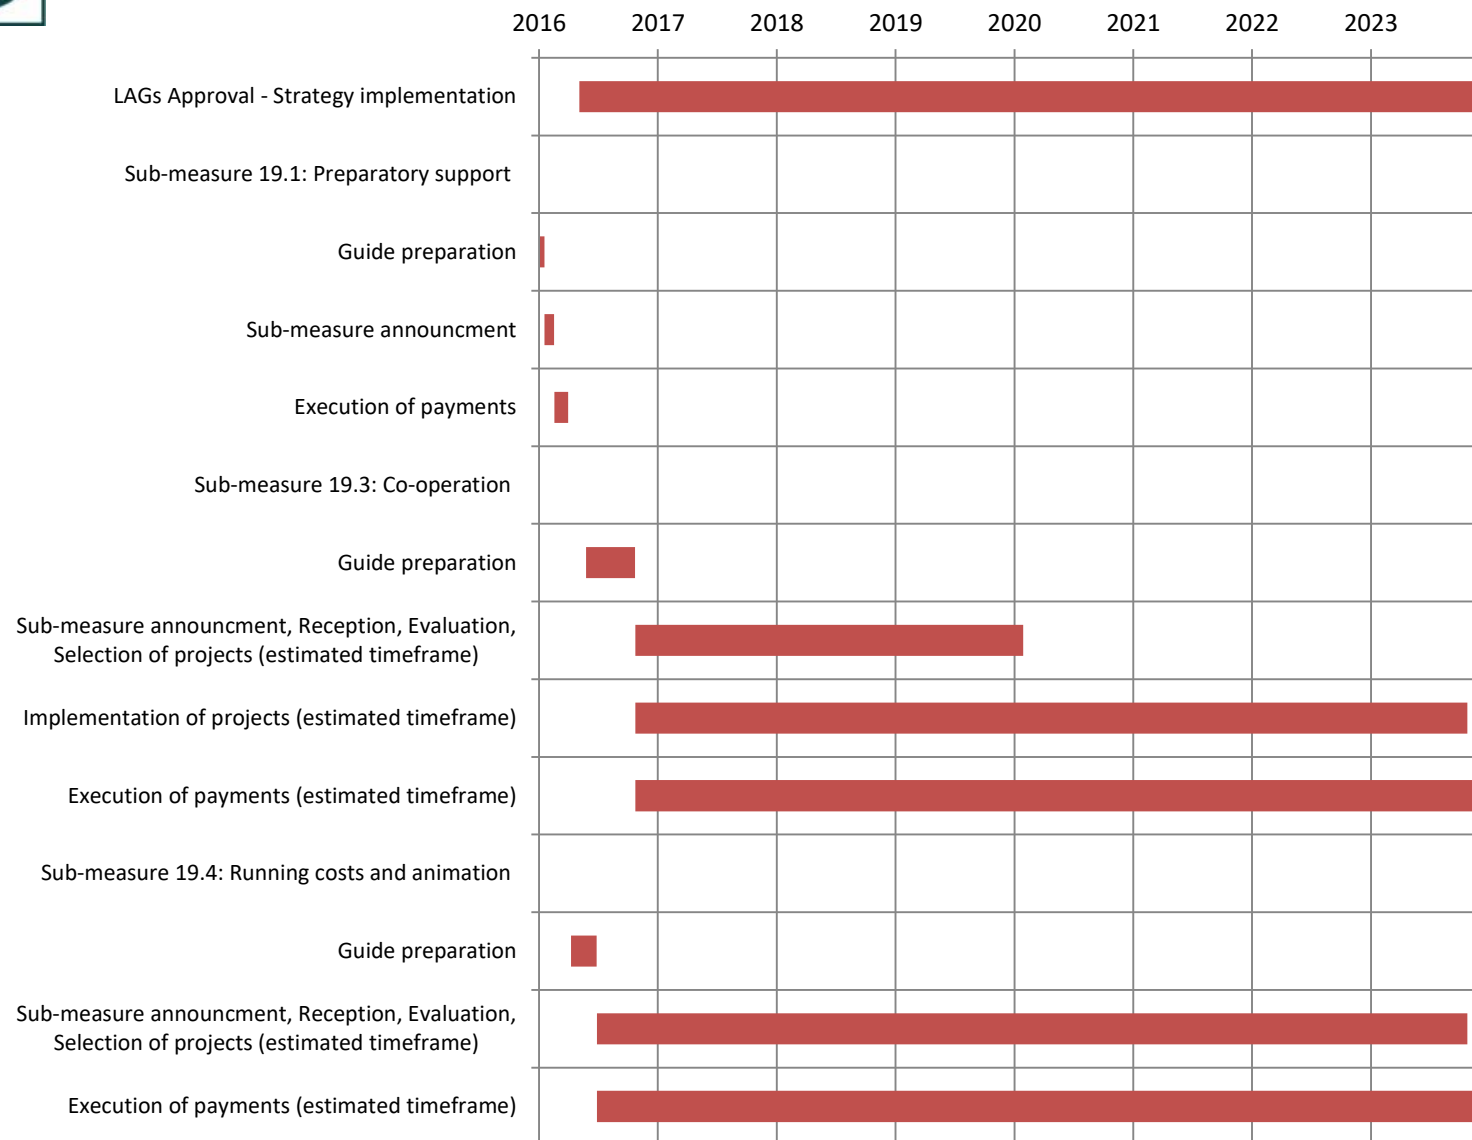 2016 2017 2018 2019 2020 2021 2022 2023
LAGs Approval - Strategy implementation
Sub-measure 19.1: Preparatory support
Guide preparation
Sub-measure announcment
Execution of payments
Sub-measure 19.3: Co-operation
Guide preparation
Sub-measure announcment, Reception, Evaluation,
Selection of projects (estimated timeframe)
Implementation of projects (estimated timeframe)
Execution of payments (estimated timeframe)
Sub-measure 19.4: Running costs and animation
Guide preparation
Sub-measure announcment, Reception, Evaluation,
Selection of projects (estimated timeframe)
Execution of payments (estimated timeframe)